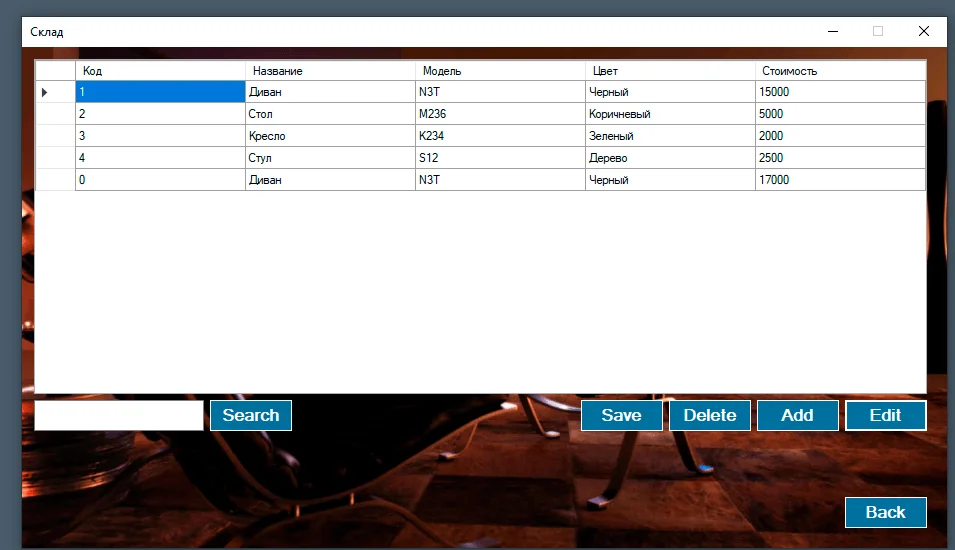 Склад
Код Название Модель Цвет Стоимость
1 Диван N3T Черный 15000
2 Стол M236 Коричневый 5000
3 Кресло K234 Зеленый 2000
4 Стул S12 Дерево 2500
0 Диван N3T Черный 17000
Search Save Delete Add Edit
Back